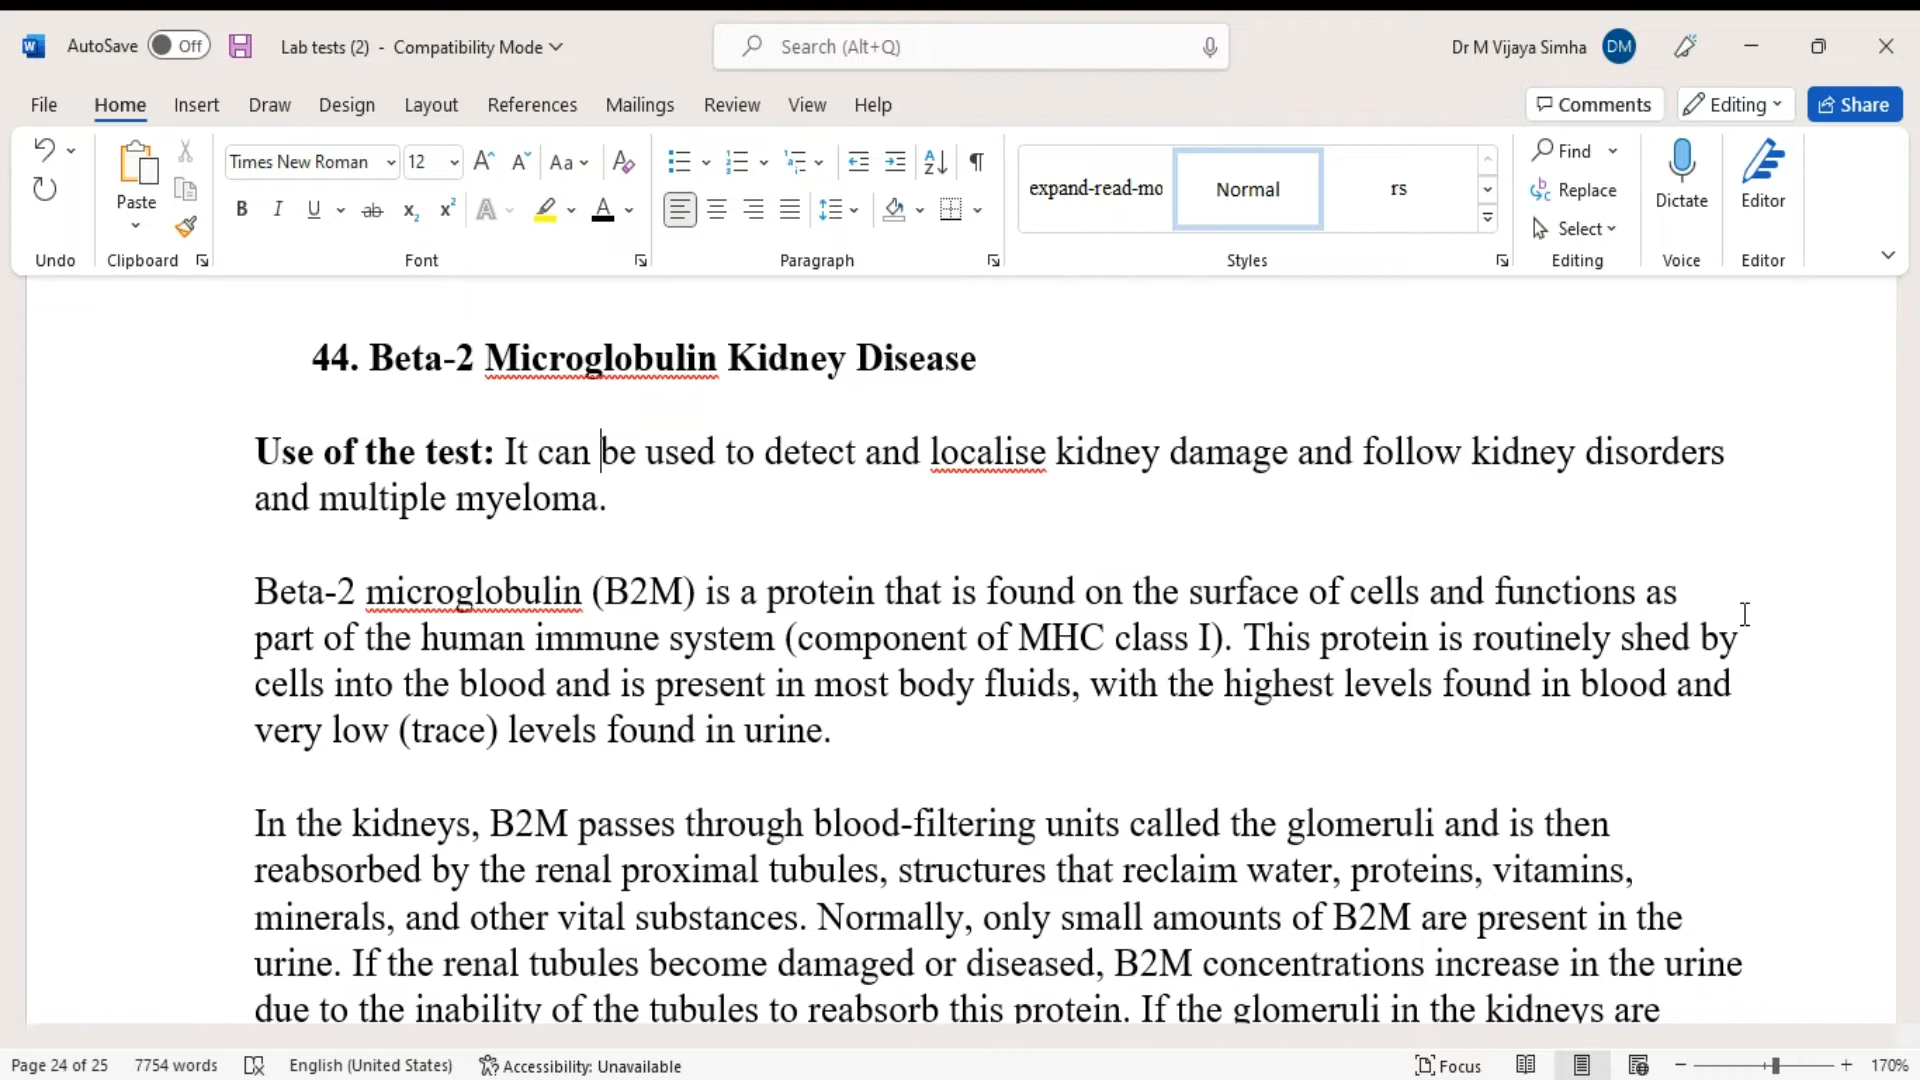 AutoSave Off Lab tests (2) - Compatibility Mode Search (Alt+Q) Dr M Vijaya Simha DM
File Home Insert Draw Design Layout References Mailings Review View Help Comments Editing Share
Times New Roman 12 Aa
Paste
expand-read-mo Normal rs
Find
Replace
Select
Dictate Editor
Undo Clipboard Font Paragraph Styles Editing Voice Editor
44. Beta-2 Microglobulin Kidney Disease
Use of the test: It can be used to detect and localise kidney damage and follow kidney disorders
and multiple myeloma.
Beta-2 microglobulin (B2M) is a protein that is found on the surface of cells and functions as
part of the human immune system (component of MHC class I). This protein is routinely shed by
cells into the blood and is present in most body fluids, with the highest levels found in blood and
very low (trace) levels found in urine.
In the kidneys, B2M passes through blood-filtering units called the glomeruli and is then
reabsorbed by the renal proximal tubules, structures that reclaim water, proteins, vitamins,
minerals, and other vital substances. Normally, only small amounts of B2M are present in the
urine. If the renal tubules become damaged or diseased, B2M concentrations increase in the urine
due to the inability of the tubules to reabsorb this protein. If the glomeruli in the kidneys are
Page 24 of 25 7754 words English (United States) Accessibility: Unavailable Focus 170%